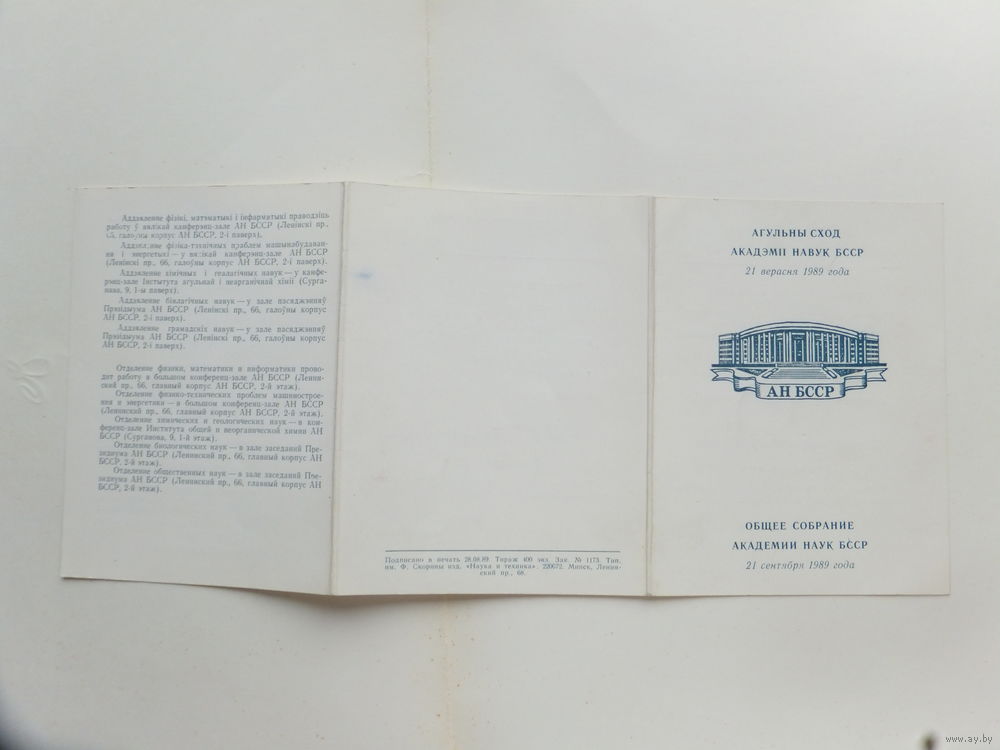 Аддзяленне фізікі, матэматыкі і інфарматыкі праводзіць
работу ў вялікай канферэнц-зале АН БССР (Ленінскі пр.,
66, галоўны корпус АН БССР, 2-і паверх).
Аддзяленне фізіка-тэхнічных праблем машынабудаван-
ня і энергетыкі — у вялікай канферэнц-зале АН БССР
(Ленінскі пр., 66, галоўны корпус АН БССР, 2-і паверх).
Аддзяленне хімічных і геалагічных навук — у канфе-
рэнц-зале Інстытута агульнай і неарганічнай хіміі (Сурга-
нава, 9, 1-ы паверх).
Аддзяленне біялагічных навук — у зале пасяджэнняў
Прэзідыума АН БССР (Ленінскі пр., 66, галоўны корпус
АН БССР, 2-і паверх).
Аддзяленне грамадскіх навук — у зале пасяджэнняў
Прэзідыума АН БССР (Ленінскі пр., 66, галоўны корпус
АН БССР, 2-і паверх).
Отделение физики, математики и информатики прово-
дит работу в большом конференц-зале АН БССР (Ленин-
ский пр., 66, главный корпус АН БССР, 2-й этаж).
Отделение физико-технических проблем машинострое-
ния и энергетики — в большом конференц-зале АН БССР
(Ленинский пр., 66, главный корпус АН БССР, 2-й этаж).
Отделение химических и геологических наук — в кон-
ференц-зале Института общей и неорганической химии АН
БССР (Сурганова, 9, 1-й этаж).
Отделение биологических наук — в зале заседаний Пре-
зидиума АН БССР (Ленинский пр., 66, главный корпус АН
БССР, 2-й этаж).
Отделение общественных наук — в зале заседаний Пре-
зидиума АН БССР (Ленинский пр., 66, главный корпус АН
БССР, 2-й этаж).
Подписано в печать 28.08.89. Тираж 400 экз. Зак. № 1173. Тип.
им. Ф. Скорины изд. «Наука и техника». 220072. Минск, Ленин-
ский пр., 68.
АГУЛЬНЫ СХОД
АКАДЭМІІ НАВУК БССР
21 верасня 1989 года
АН БССР
ОБЩЕЕ СОБРАНИЕ
АКАДЕМИИ НАУК БССР
21 сентября 1989 года
www.ay.by